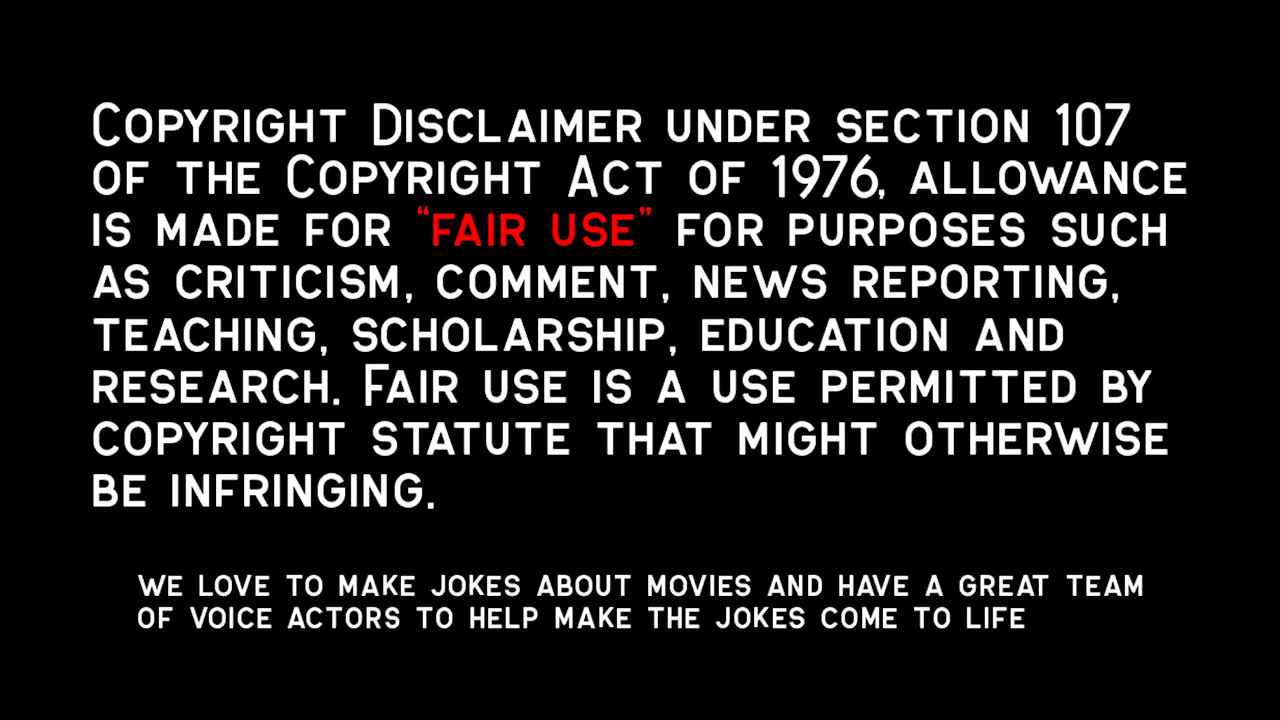 Copyright Disclaimer under section 107
of the Copyright Act of 1976, allowance
is made for “fair use” for purposes such
as criticism, comment, news reporting,
teaching, scholarship, education and
research. Fair use is a use permitted by
copyright statute that might otherwise
be infringing.
we love to make jokes about movies and have a great team
of voice actors to help make the jokes come to life